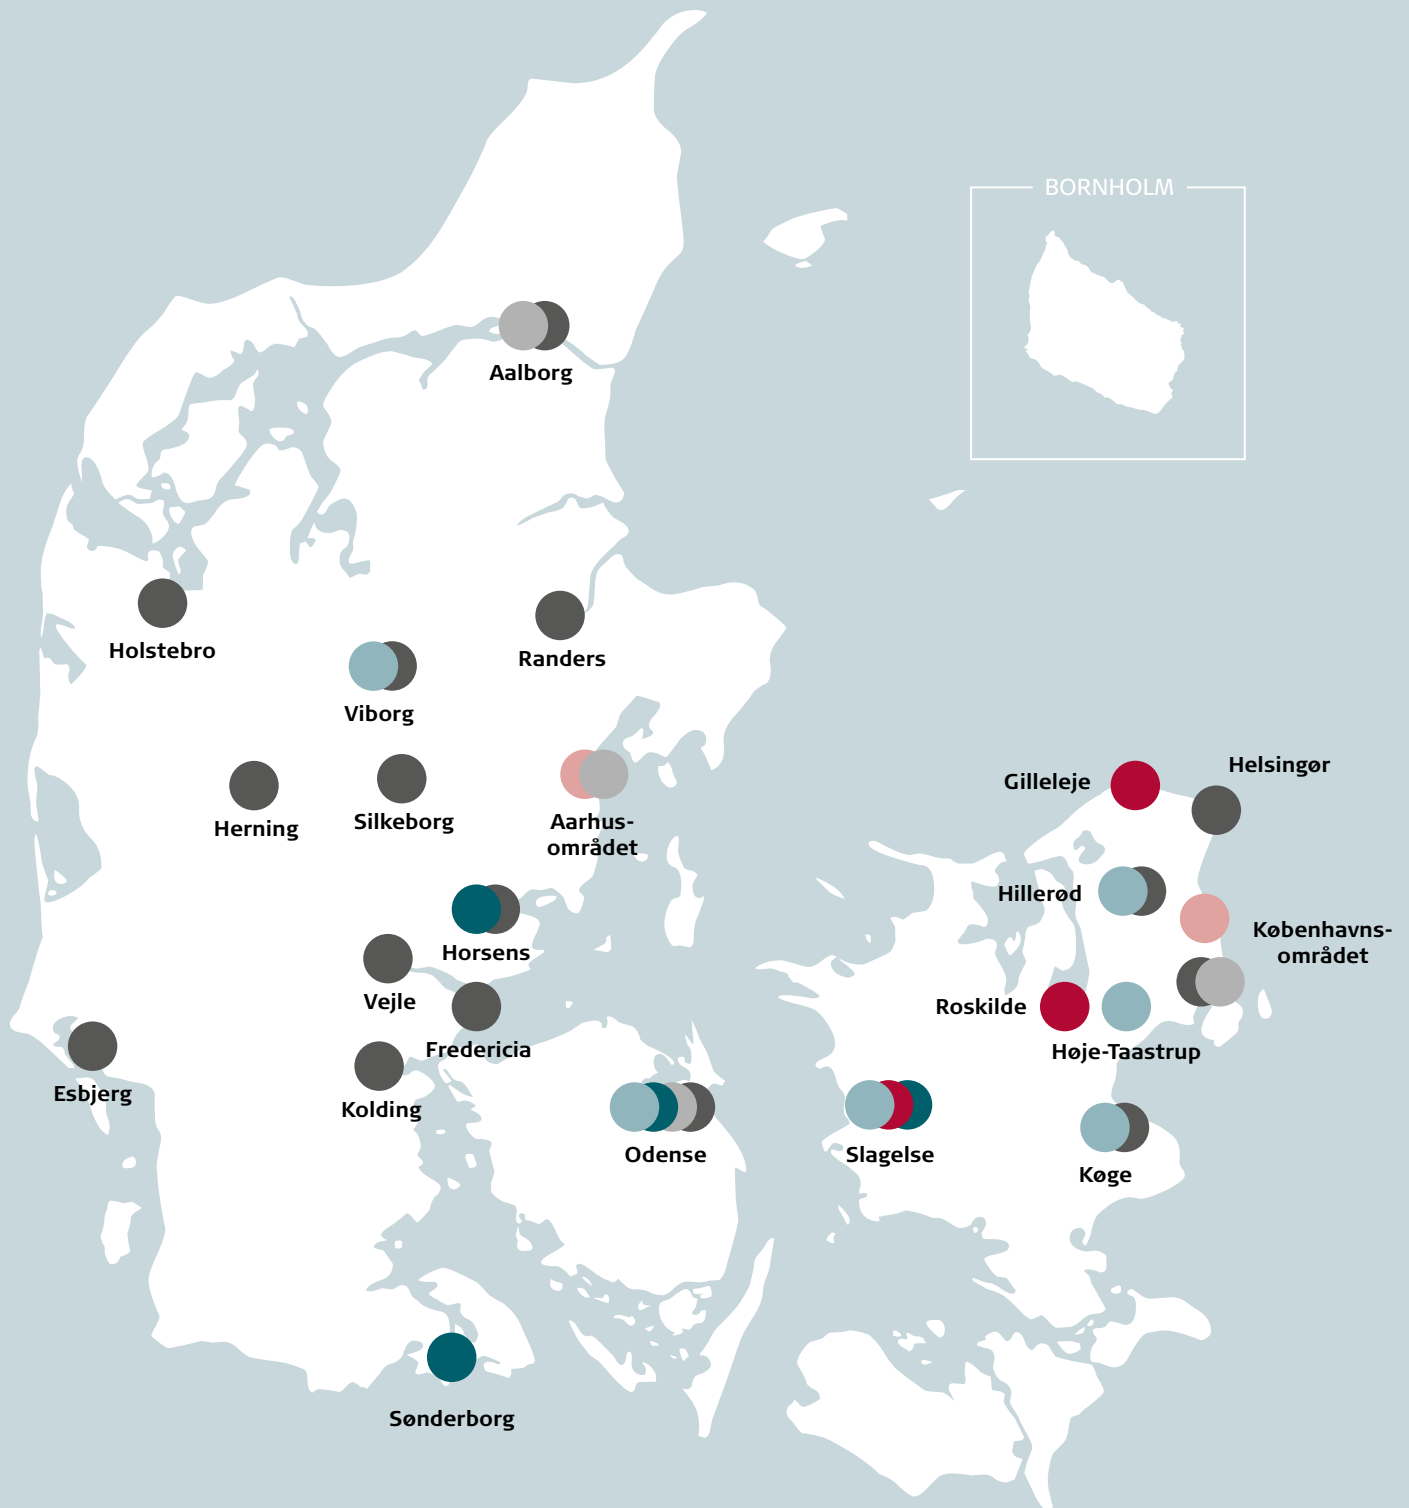 BORNHOLM
Aalborg
Holstebro
Randers
Viborg
Helsingør
Gilleleje
Herning
Silkeborg
Aarhus-
området
Hillerød
Københavns-
området
Horsens
Vejle
Roskilde
Fredericia
Høje-Taastrup
Esbjerg
Kolding
Odense
Slagelse
Køge
Sønderborg